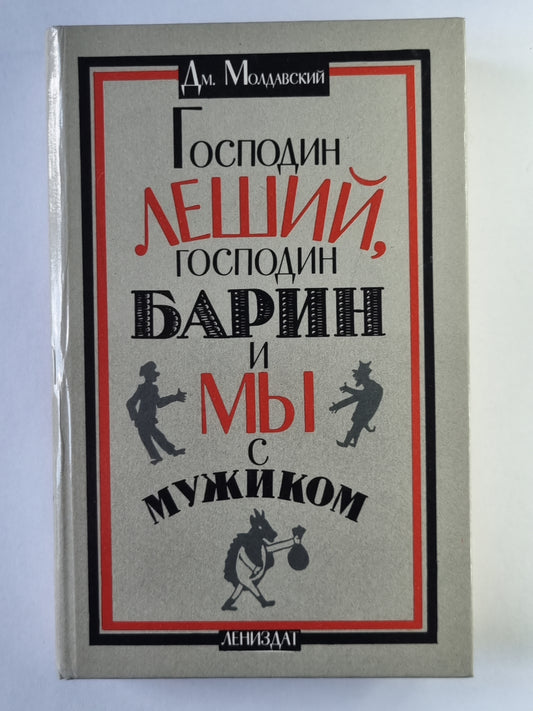 Дм. Молдавский
Господин
ЛЕШИЙ,
господин
БАРИН
и
МЫ
с
мужиком
ЛЕНИЗДАТ